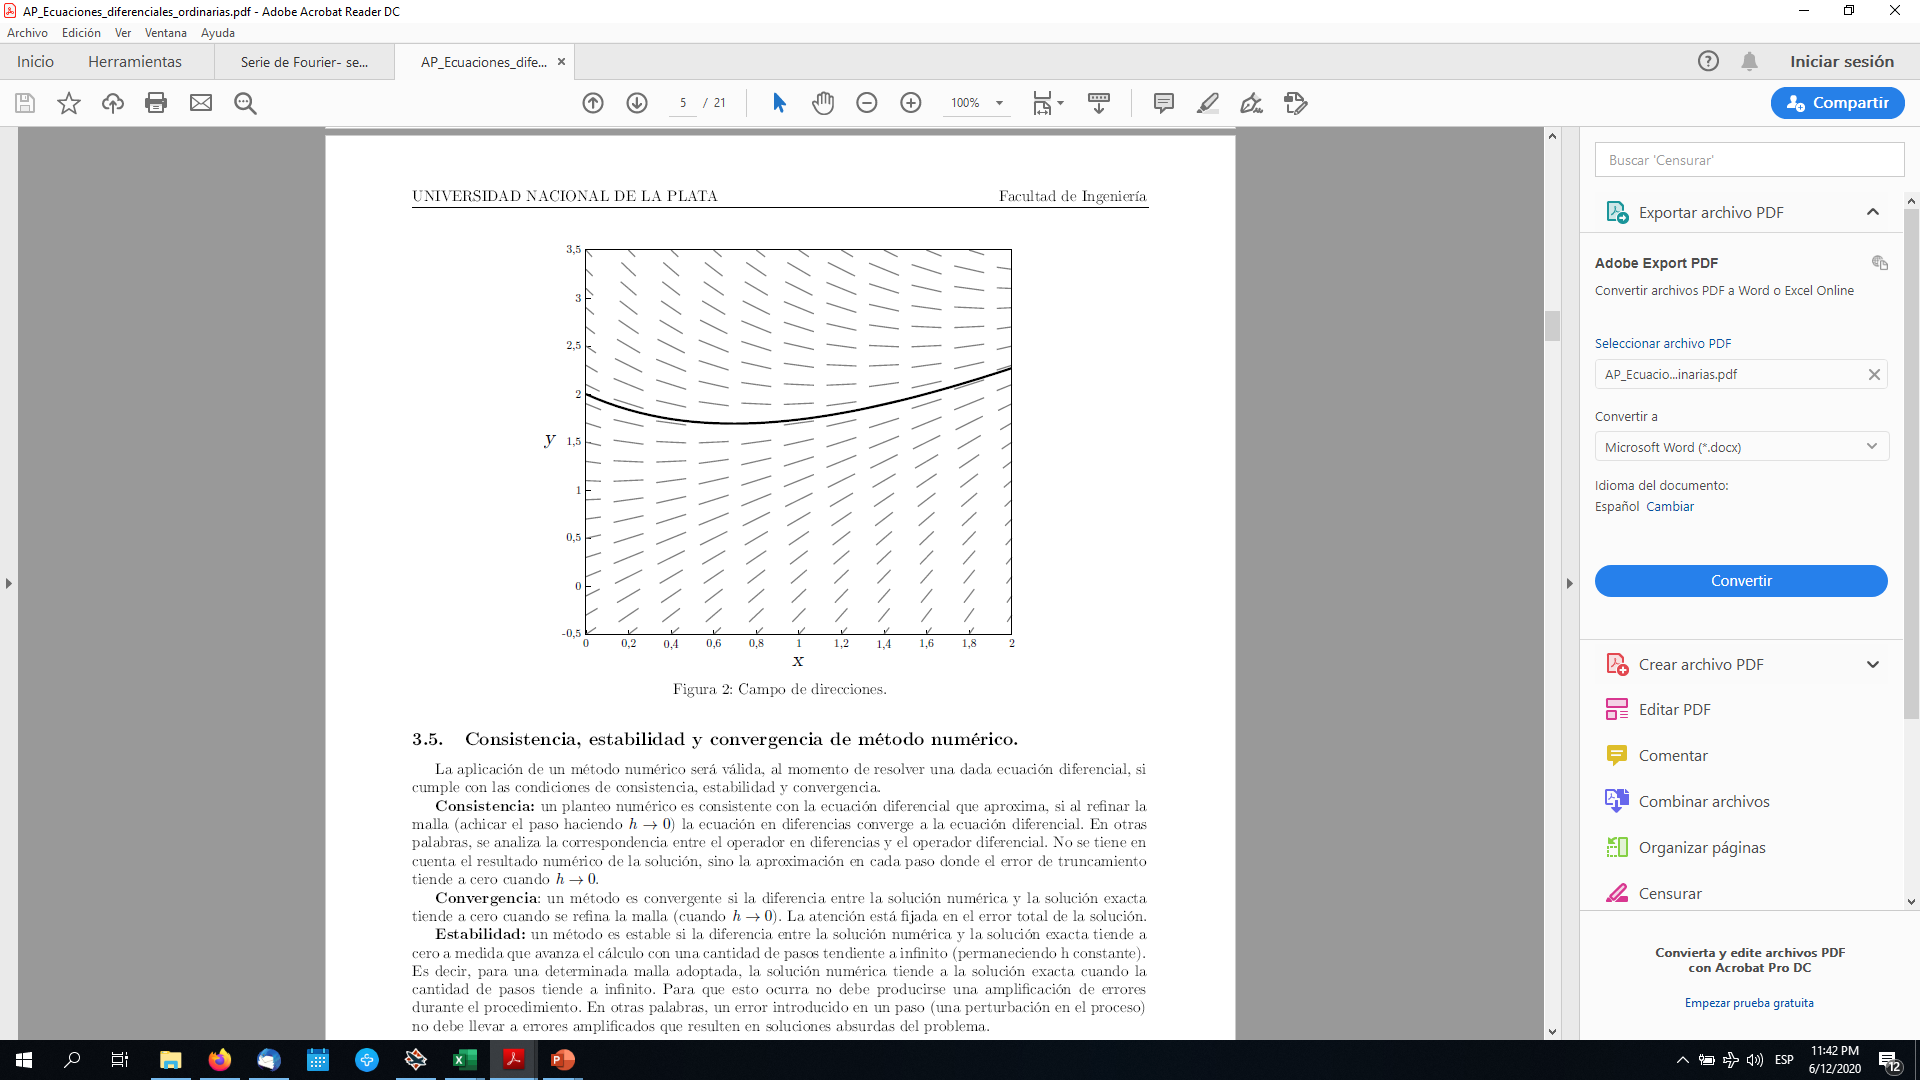 AP_Ecuaciones_diferenciales_ordinarias.pdf - Adobe Acrobat Reader DC
Archivo Edición Ver Ventana Ayuda
Inicio Herramientas Serie de Fourier- se... AP_Ecuaciones_dife... Iniciar sesión
5 / 21 100% Compartir
UNIVERSIDAD NACIONAL DE LA PLATA Facultad de Ingeniería
3,5
3
2,5
2
y 1,5
1
0,5
0
-0,5
0 0,2 0,4 0,6 0,8 1 1,2 1,4 1,6 1,8 2
x
Figura 2: Campo de direcciones.
3.5. Consistencia, estabilidad y convergencia de método numérico.
La aplicación de un método numérico será válida, al momento de resolver una dada ecuación diferencial, si
cumple con las condiciones de consistencia, estabilidad y convergencia.
Consistencia: un planteo numérico es consistente con la ecuación diferencial que aproxima, si al refinar la
malla (achicar el paso haciendo h → 0) la ecuación en diferencias converge a la ecuación diferencial. En otras
palabras, se analiza la correspondencia entre el operador en diferencias y el operador diferencial. No se tiene en
cuenta el resultado numérico de la solución, sino la aproximación en cada paso donde el error de truncamiento
tiende a cero cuando h → 0.
Convergencia: un método es convergente si la diferencia entre la solución numérica y la solución exacta
tiende a cero cuando se refina la malla (cuando h → 0). La atención está fijada en el error total de la solución.
Estabilidad: un método es estable si la diferencia entre la solución numérica y la solución exacta tiende a
cero a medida que avanza el cálculo con una cantidad de pasos tendiente a infinito (permaneciendo h constante).
Es decir, para una determinada malla adoptada, la solución numérica tiende a la solución exacta cuando la
cantidad de pasos tiende a infinito. Para que esto ocurra no debe producirse una amplificación de errores
durante el procedimiento. En otras palabras, un error introducido en un paso (una perturbación en el proceso)
no debe llevar a errores amplificados que resulten en soluciones absurdas del problema.
Buscar 'Censurar'
Exportar archivo PDF
Adobe Export PDF
Convertir archivos PDF a Word o Excel Online
Seleccionar archivo PDF
AP_Ecuacio...inarias.pdf
Convertir a
Microsoft Word (*.docx)
Idioma del documento:
Español Cambiar
Convertir
Crear archivo PDF
Editar PDF
Comentar
Combinar archivos
Organizar páginas
Censurar
Convierta y edite archivos PDF
con Acrobat Pro DC
Empezar prueba gratuita
ESP
11:42 PM
6/12/2020
12